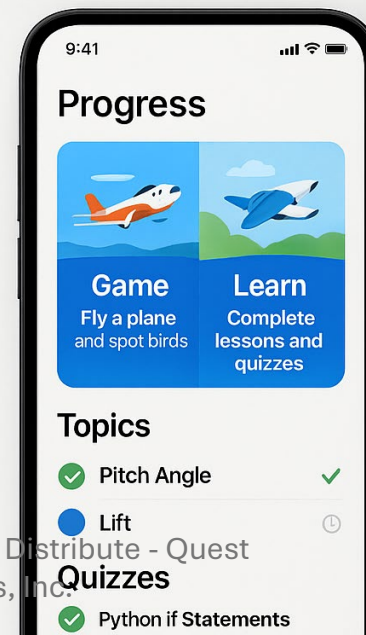 9:41
Progress
Game
Fly a plane
and spot birds
Learn
Complete
lessons and
quizzes
Topics
Pitch Angle
Lift
Distribute - Quest
s, Inc.
Quizzes
Python if Statements